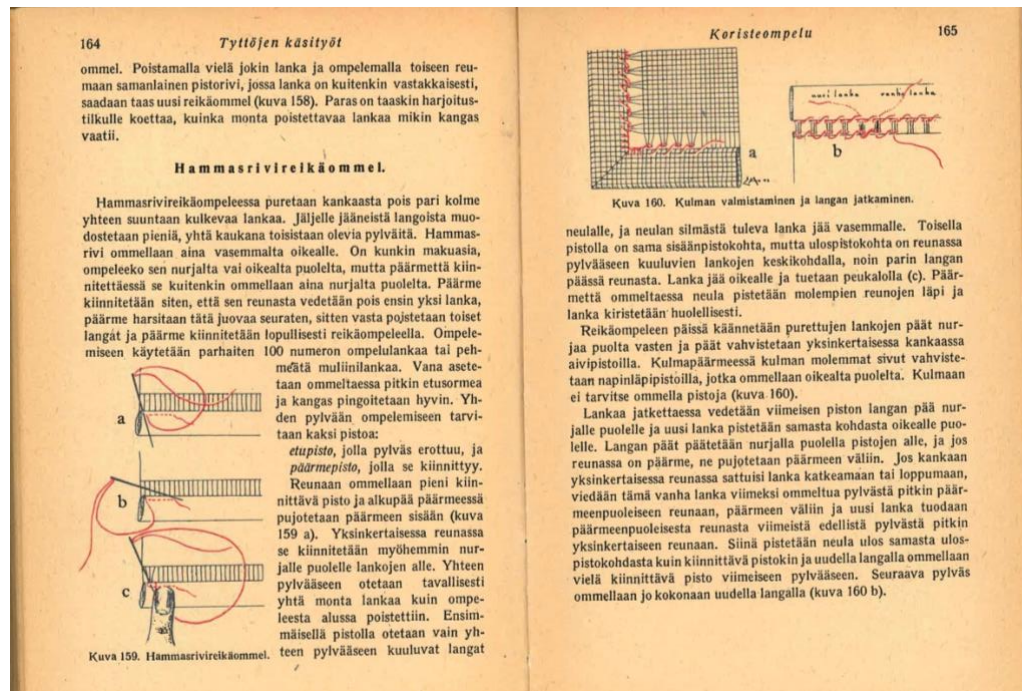 164
Tyttöjen käsityöt
ommel. Poistamalla vielä jokin lanka ja ompelemalla toiseen reu-
maan samanlainen pistorivi, jossa lanka on kuitenkin vastakkaisesti,
saadaan taas uusi reikäommel (kuva 158). Paras on taaskin harjoitus-
tilkulle koettaa, kuinka monta poistettavaa lankaa mikin kangas
vaatii.
Hammasrivireikäommel.
Hammasrivireikäompeleessa puretaan kankaasta pois pari kolme
yhteen suuntaan kulkevaa lankaa. Jäljelle jääneistä langoista muo-
dostetaan pieniä, yhtä kaukana toisistaan olevia pylväitä. Hammas-
rivi ommellaan aina vasemmalta oikealle. On kunkin makuasia,
ompeleeko sen nurjalta vai oikealta puolelta, mutta päärmettä kiin-
nitettäessä se kuitenkin ommellaan aina nurjalta puolelta. Päärme
kiinnitetään siten, että sen reunasta vedetään pois ensin yksi lanka,
päärme harsitaan tätä juovaa seuraten, sitten vasta poistetaan toiset
langat ja päärme kiinnitetään lopullisesti reikäompeleella. Ompele-
miseen käytetään parhaiten 100 numeron ompelulankaa tai peh-
meätä muliinilankaa. Vana asete-
taan ommeltaessa pitkin etusormea
ja kangas pingoitetaan hyvin. Yh-
den pylvään ompelemiseen tarvi-
taan kaksi pistoa:
etupisto, jolla pylväs erottuu, ja
päärmepisto, jolla se kiinnittyy.
Reunaan ommellaan pieni kiin-
nittävä pisto ja alkupää päärmeessä
pujotetaan päärmeen sisään (kuva
159 a). Yksinkertaisessa reunassa
se kiinnitetään myöhemmin nur-
jalle puolelle lankojen alle. Yhteen
pylvääseen otetaan tavallisesti
yhtä monta lankaa kuin ompe-
leesta alussa poistettiin. Ensim-
mäisellä pistolla otetaan vain yh-
teen pylvääseen kuuluvat langat
a
b
c
Kuva 159. Hammasrivireikäommel.
Koristeompelu
165
a
uusi lanka
vanha lanka
b
Kuva 160. Kulman valmistaminen ja langan jatkaminen.
neulalle, ja neulan silmästä tuleva lanka jää vasemmalle. Toisella
pistolla on sama sisäänpistokohta, mutta ulospistokohta on reunassa
pylvääseen kuuluvien lankojen keskikohdalla, noin parin langan
päässä reunasta. Lanka jää oikealle ja tuetaan peukalolla (c). Päär-
mettä ommeltaessa neula pistetään molempien reunojen läpi ja
lanka kiristetään huolellisesti.
Reikäompeleen päissä käännetään purettujen lankojen päät nur-
jaa puolta vasten ja päät vahvistetaan yksinkertaisessa kankaassa
aivipistoilla. Kulmapäärmeessä kulman molemmat sivut vahviste-
taan napinläpipistoilla, jotka ommellaan oikealta puolelta. Kulmaan
ei tarvitse ommella pistoja (kuva 160).
Lankaa jatkettaessa vedetään viimeisen piston langan pää nur-
jalle puolelle ja uusi lanka pistetään samasta kohdasta oikealle puo-
lelle. Langan päät päätetään nurjalla puolella pistojen alle, ja jos
reunassa on päärme, ne pujotetaan päärmeen väliin. Jos kankaan
yksinkertaisessa reunassa sattuisi lanka katkeamaan tai loppumaan,
viedään tämä vanha lanka viimeksi ommeltua pylvästä pitkin päär-
meenpuoleiseen reunaan, päärmeen väliin ja uusi lanka tuodaan
päärmeenpuoleisesta reunasta viimeistä edellistä pylvästä pitkin
yksinkertaiseen reunaan. Siinä pistetään neula ulos samasta ulos-
pistokohdasta kuin kiinnittävä pistokin ja uudella langalla ommellaan
vielä kiinnittävä pisto viimeiseen pylvääseen. Seuraava pylväs
ommellaan jo kokonaan uudella langalla (kuva 160 b).